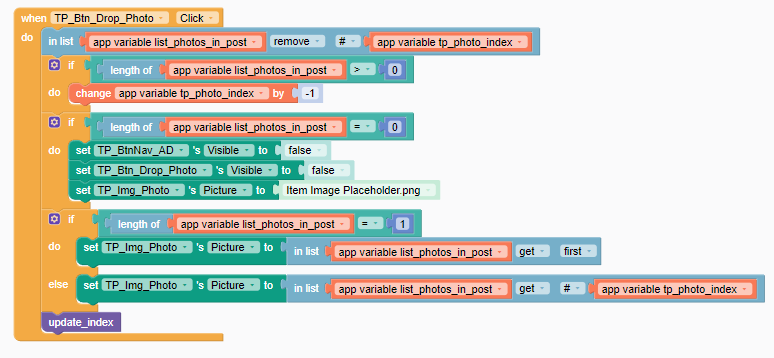 when TP_Btn_Drop_Photo Click
do in list app variable list_photos_in_post remove # app variable tp_photo_index
if length of app variable list_photos_in_post > 0
do change app variable tp_photo_index by -1
if length of app variable list_photos_in_post = 0
do set TP_BtnNav_AD 's Visible to false
set TP_Btn_Drop_Photo 's Visible to false
set TP_Img_Photo 's Picture to Item Image Placeholder.png
if length of app variable list_photos_in_post = 1
do set TP_Img_Photo 's Picture to in list app variable list_photos_in_post get first
else set TP_Img_Photo 's Picture to in list app variable list_photos_in_post get # app variable tp_photo_index
update_index